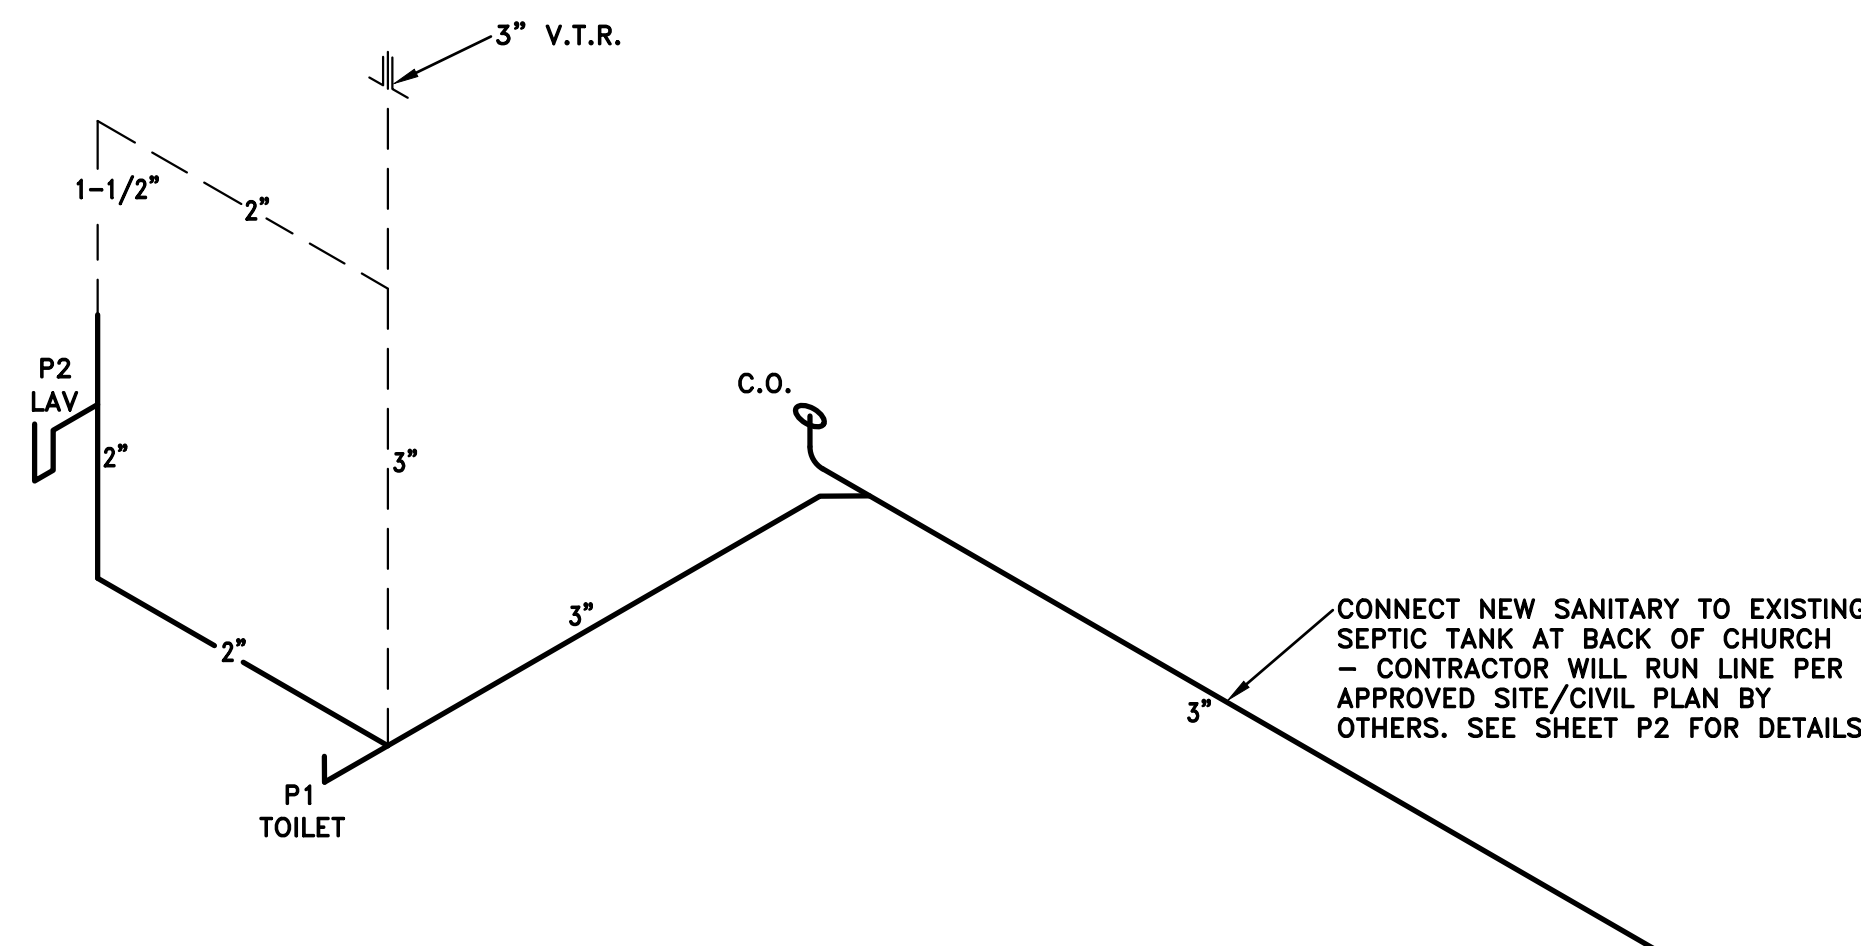 3" V.T.R.
1-1/2"
2"
P2
LAV
2"
3"
C.O.
3"
2"
CONNECT NEW SANITARY TO EXISTING
SEPTIC TANK AT BACK OF CHURCH
- CONTRACTOR WILL RUN LINE PER
APPROVED SITE/CIVIL PLAN BY
OTHERS. SEE SHEET P2 FOR DETAILS
3"
P1
TOILET